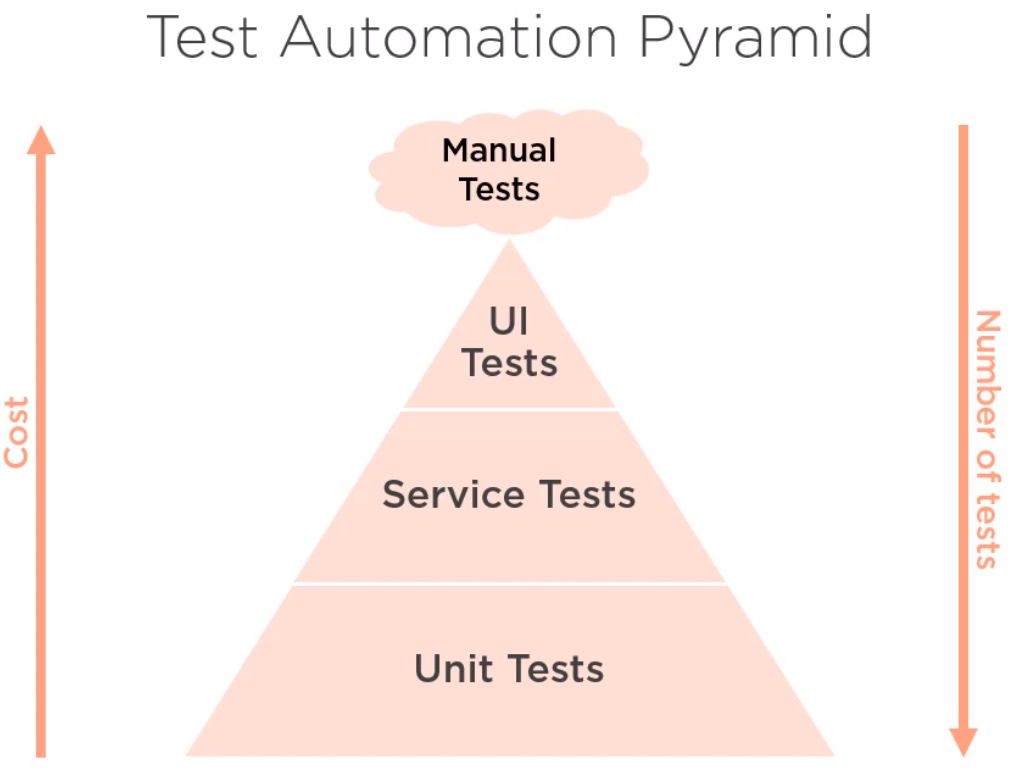 Test Automation Pyramid
Manual
Tests
UI
Tests
Service Tests
Unit Tests
Cost
Number of tests